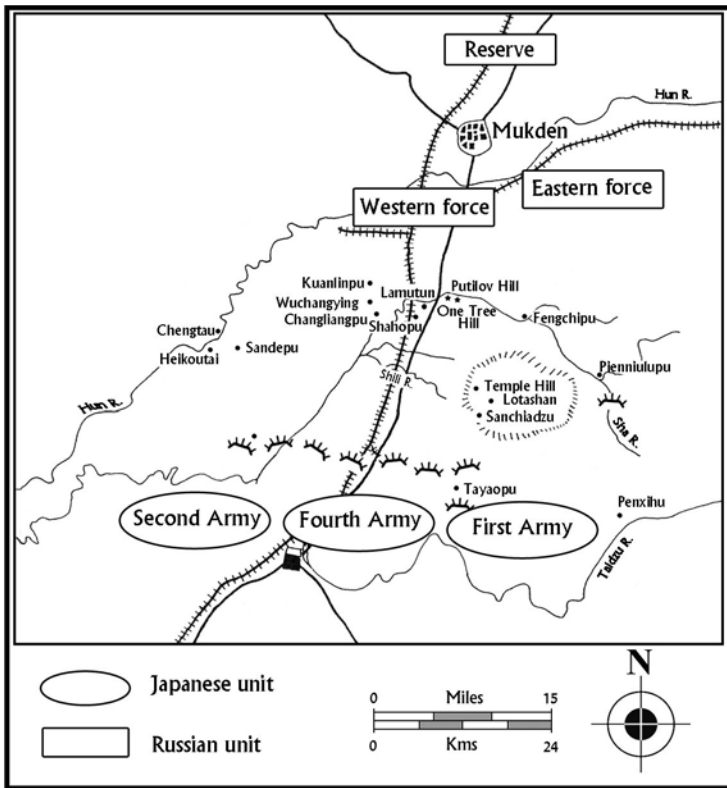 Reserve
Hun R.
Mukden
Eastern force
Western force
Kuanlinpu
Lamutun
Putilov Hill
Wuchangying
One Tree
Hill
Changliangpu
Shahopu
Fengchipu
Chengtau
Heikoutai
Sandepu
Pienniulupu
Shili R.
Temple Hill
Lotashan
Sanchiadzu
Hun R.
Sha R.
Tayaopu
Penxihu
Second Army
Fourth Army
First Army
Tsidzu R.
Japanese unit
Russian unit
0 Miles 15
0 Kms 24
N